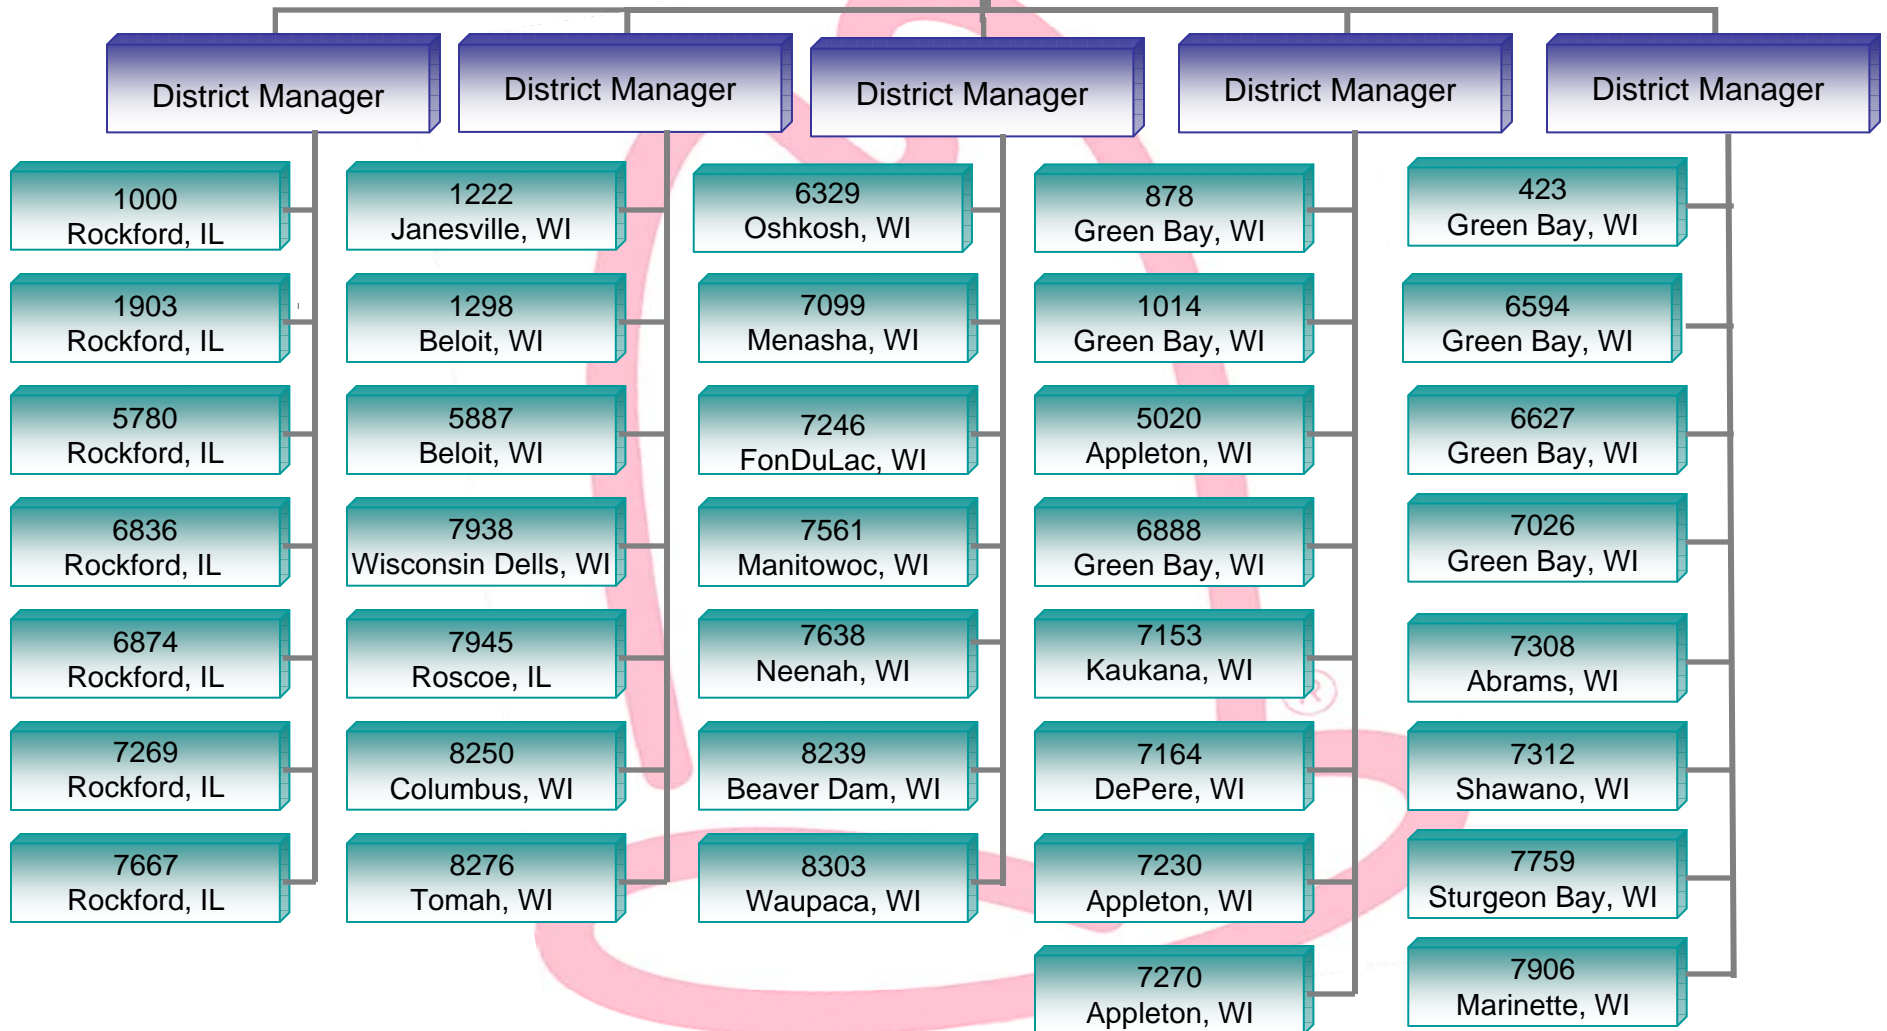 District Manager
District Manager
District Manager
District Manager
District Manager
1000
Rockford, IL
1903
Rockford, IL
5780
Rockford, IL
6836
Rockford, IL
6874
Rockford, IL
7269
Rockford, IL
7667
Rockford, IL
1222
Janesville, WI
1298
Beloit, WI
5887
Beloit, WI
7938
Wisconsin Dells, WI
7945
Roscoe, IL
8250
Columbus, WI
8276
Tomah, WI
6329
Oshkosh, WI
7099
Menasha, WI
7246
FonDuLac, WI
7561
Manitowoc, WI
7638
Neenah, WI
8239
Beaver Dam, WI
8303
Waupaca, WI
878
Green Bay, WI
1014
Green Bay, WI
5020
Appleton, WI
6888
Green Bay, WI
7153
Kaukana, WI
7164
DePere, WI
7230
Appleton, WI
7270
Appleton, WI
423
Green Bay, WI
6594
Green Bay, WI
6627
Green Bay, WI
7026
Green Bay, WI
7308
Abrams, WI
7312
Shawano, WI
7759
Sturgeon Bay, WI
7906
Marinette, WI
®